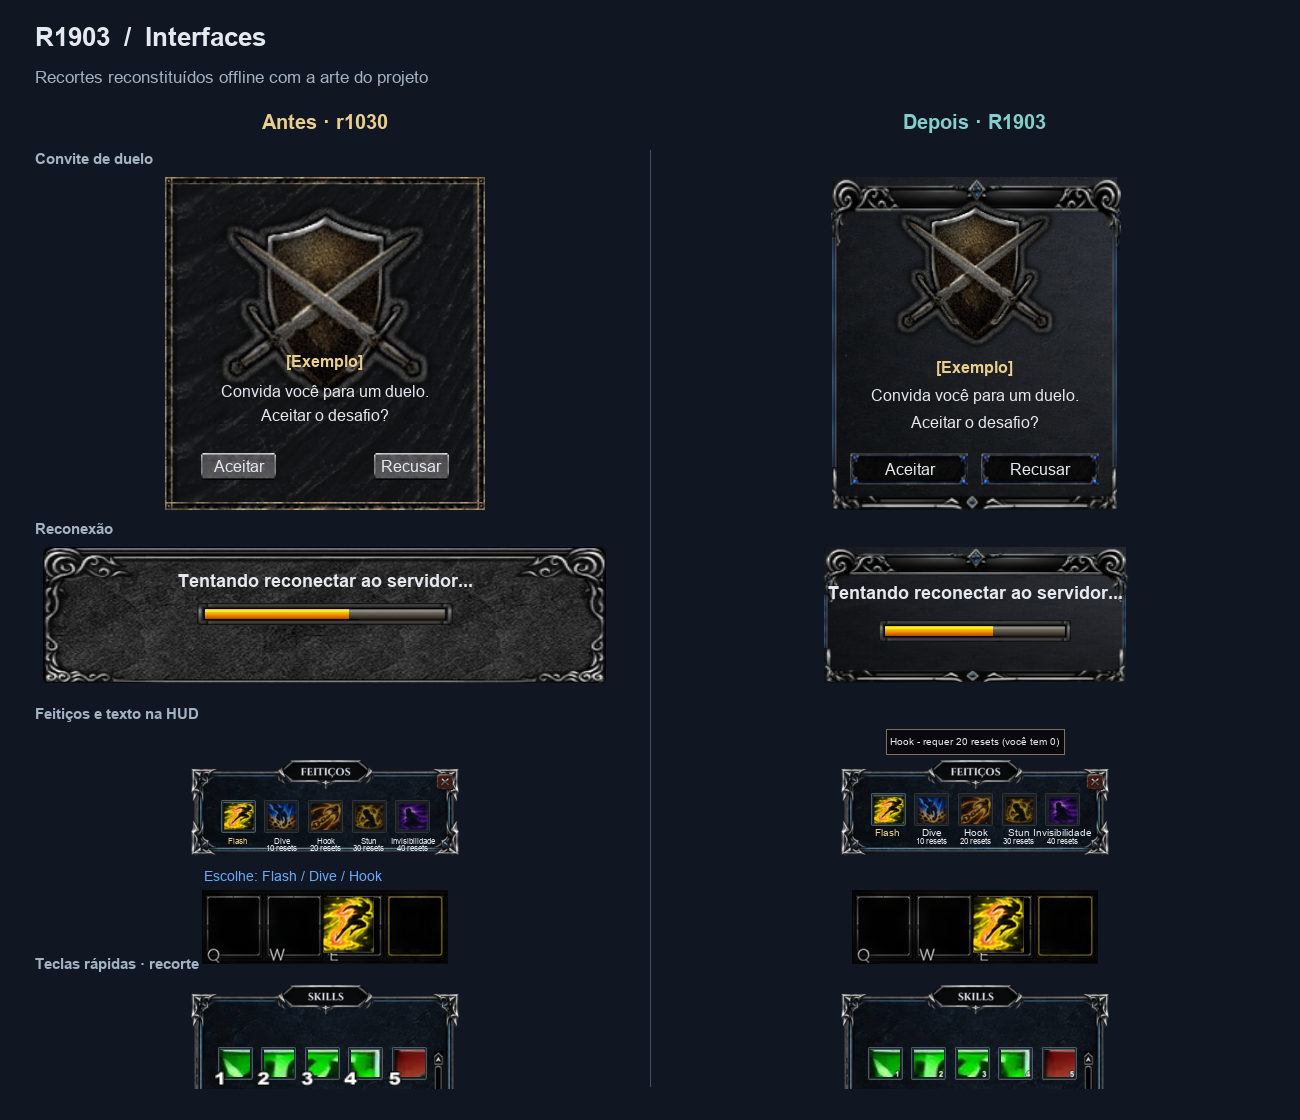 R1903 / Interfaces
Recortes reconstituídos offline com a arte do projeto
Antes · r1030
Depois · R1903
Convite de duelo
[Exemplo]
Convida você para um duelo.
Aceitar o desafio?
Aceitar Recusar
[Exemplo]
Convida você para um duelo.
Aceitar o desafio?
Aceitar Recusar
Reconexão
Tentando reconectar ao servidor...
Tentando reconectar ao servidor...
Feitiços e texto na HUD
FEITIÇOS
Flash Dive Hook Stun Invisibilidade
10 resets 20 resets 30 resets 40 resets
Escolhe: Flash / Dive / Hook
Q W E
Hook - requer 20 resets (você tem 0)
FEITIÇOS
Flash Dive Hook Stun Invisibilidade
10 resets 20 resets 30 resets 40 resets
Q W E
Teclas rápidas · recorte
SKILLS
1 2 3 4 5
SKILLS
1 2 3 4 5